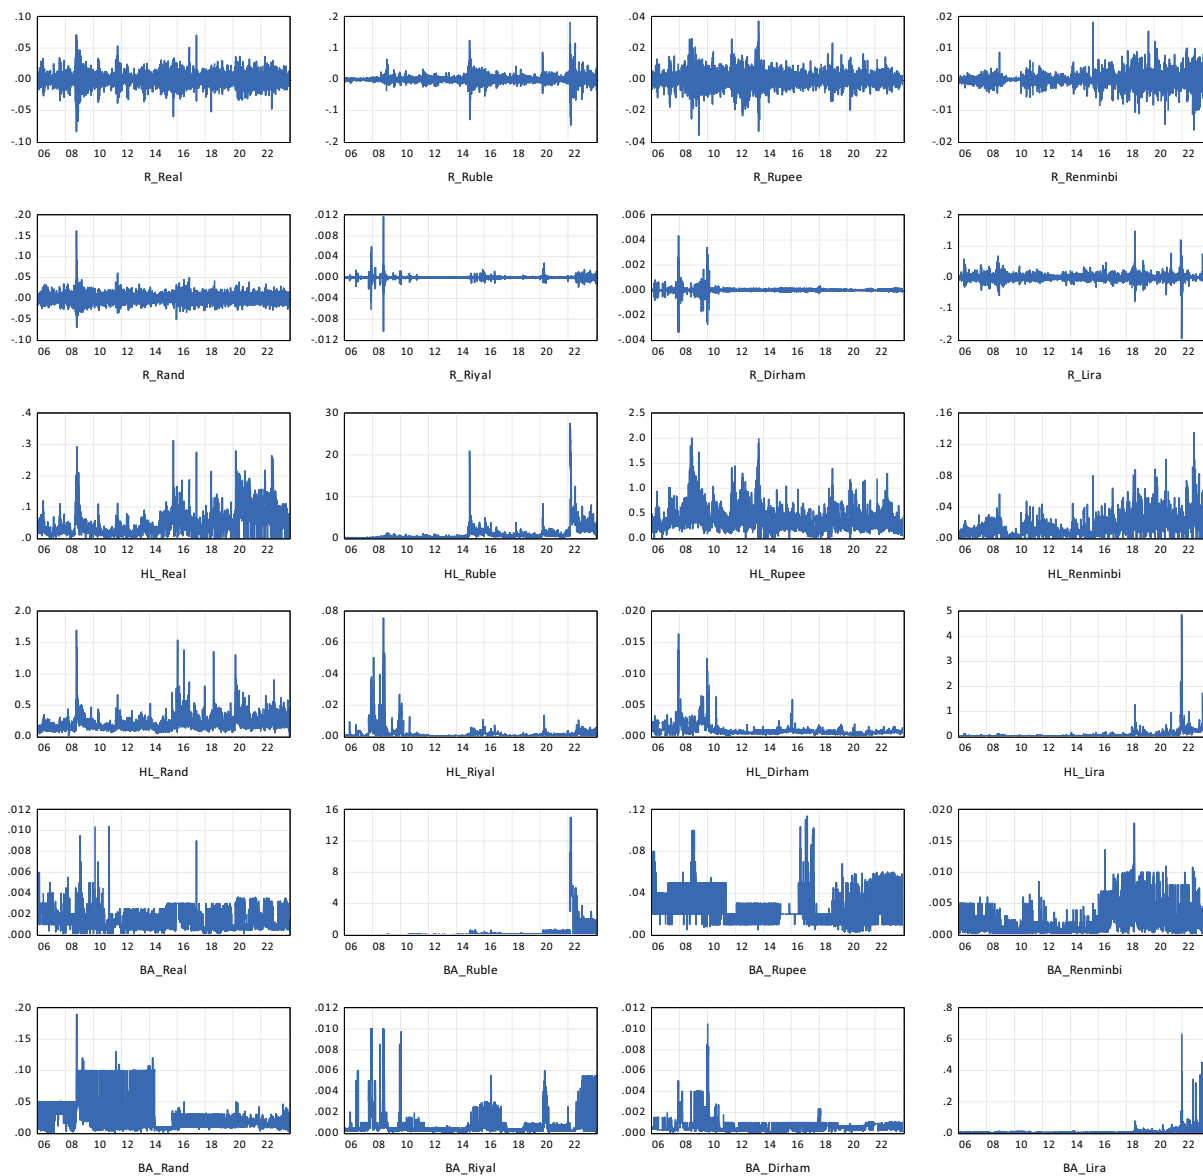 .10 .2 .04 .02
.05 .1 .02 .01
.00 .0 .00 .00
-.05 -.1 -.02 -.01
-.10 -.2 -.04 -.02
06 08 10 12 14 16 18 20 22 06 08 10 12 14 16 18 20 22 06 08 10 12 14 16 18 20 22 06 08 10 12 14 16 18 20 22
R_Real R_Ruble R_Rupee R_Renminbi
.20 .012 .006 .2
.15 .008 .004 .1
.10 .004 .002 .0
.05 .000 .000 -.1
.00 -.004 -.002 -.2
-.05 -.008 -.004
-.10 -.012
06 08 10 12 14 16 18 20 22 06 08 10 12 14 16 18 20 22 06 08 10 12 14 16 18 20 22 06 08 10 12 14 16 18 20 22
R_Rand R_Riyal R_Dirham R_Lira
.4 30 2.5 .16
.3 20 2.0 .12
.2 10 1.5 .08
.1 0 1.0 .04
.0 0.5 .00
0.0
06 08 10 12 14 16 18 20 22 06 08 10 12 14 16 18 20 22 06 08 10 12 14 16 18 20 22 06 08 10 12 14 16 18 20 22
HL_Real HL_Ruble HL_Rupee HL_Renminbi
2.0 .08 .020 5
1.5 .06 .015 4
1.0 .04 .010 3
0.5 .02 .005 2
0.0 .00 .000 1
0
06 08 10 12 14 16 18 20 22 06 08 10 12 14 16 18 20 22 06 08 10 12 14 16 18 20 22 06 08 10 12 14 16 18 20 22
HL_Rand HL_Riyal HL_Dirham HL_Lira
.012 16 .12 .020
.010 12 .08 .015
.008 8 .04 .010
.006 4 .00 .005
.004 0 .000
.002
.000
06 08 10 12 14 16 18 20 22 06 08 10 12 14 16 18 20 22 06 08 10 12 14 16 18 20 22 06 08 10 12 14 16 18 20 22
BA_Real BA_Ruble BA_Rupee BA_Renminbi
.20 .012 .012 .8
.15 .010 .010 .6
.10 .008 .008 .4
.05 .006 .006 .2
.00 .004 .004 .0
.002 .002
.000 .000
06 08 10 12 14 16 18 20 22 06 08 10 12 14 16 18 20 22 06 08 10 12 14 16 18 20 22 06 08 10 12 14 16 18 20 22
BA_Rand BA_Riyal BA_Dirham BA_Lira